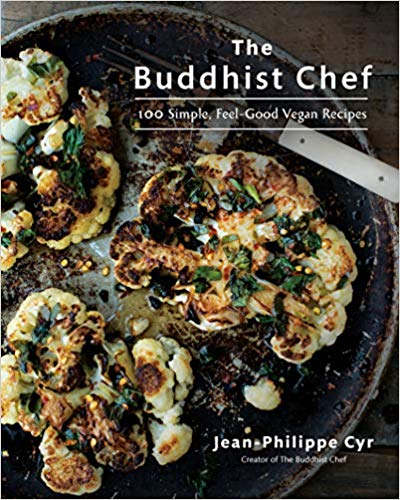 The
Buddhist Chef
100 Simple, Feel-Good Vegan Recipes
Jean-Philippe Cyr
Creator of The Buddhist Chef